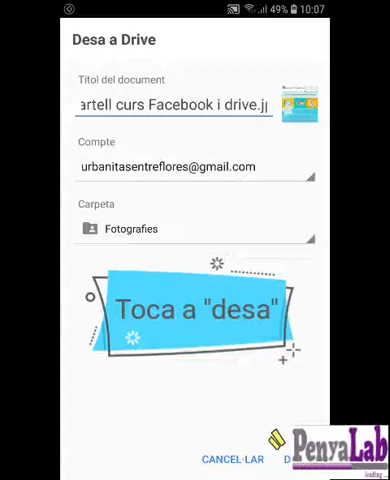 49% 10:07
Desa a Drive
Títol del document
artell curs Facebook i drive.j
Compte
urbanitasentreflores@gmail.com
Carpeta
Fotografies
Toca a "desa"
CANCEL·LAR D
PenyaLab
loading...